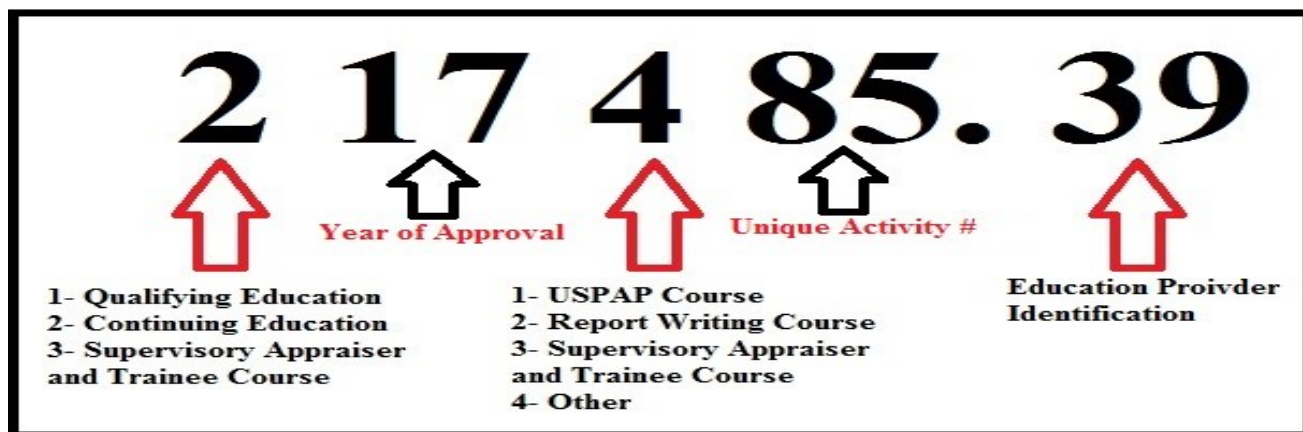 2 17 4 85. 39
Year of Approval
Unique Activity #
1- Qualifying Education
2- Continuing Education
3- Supervisory Appraiser
and Trainee Course
1- USPAP Course
2- Report Writing Course
3- Supervisory Appraiser
and Trainee Course
4- Other
Education Proivder
Identification